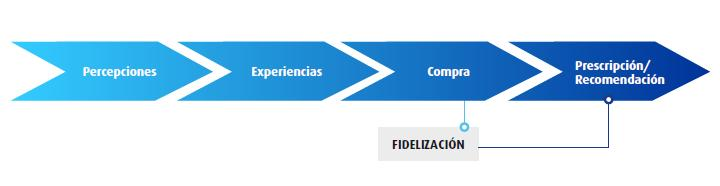 Percepciones
Experiencias
Compra
Prescripción/
Recomendación
FIDELIZACIÓN